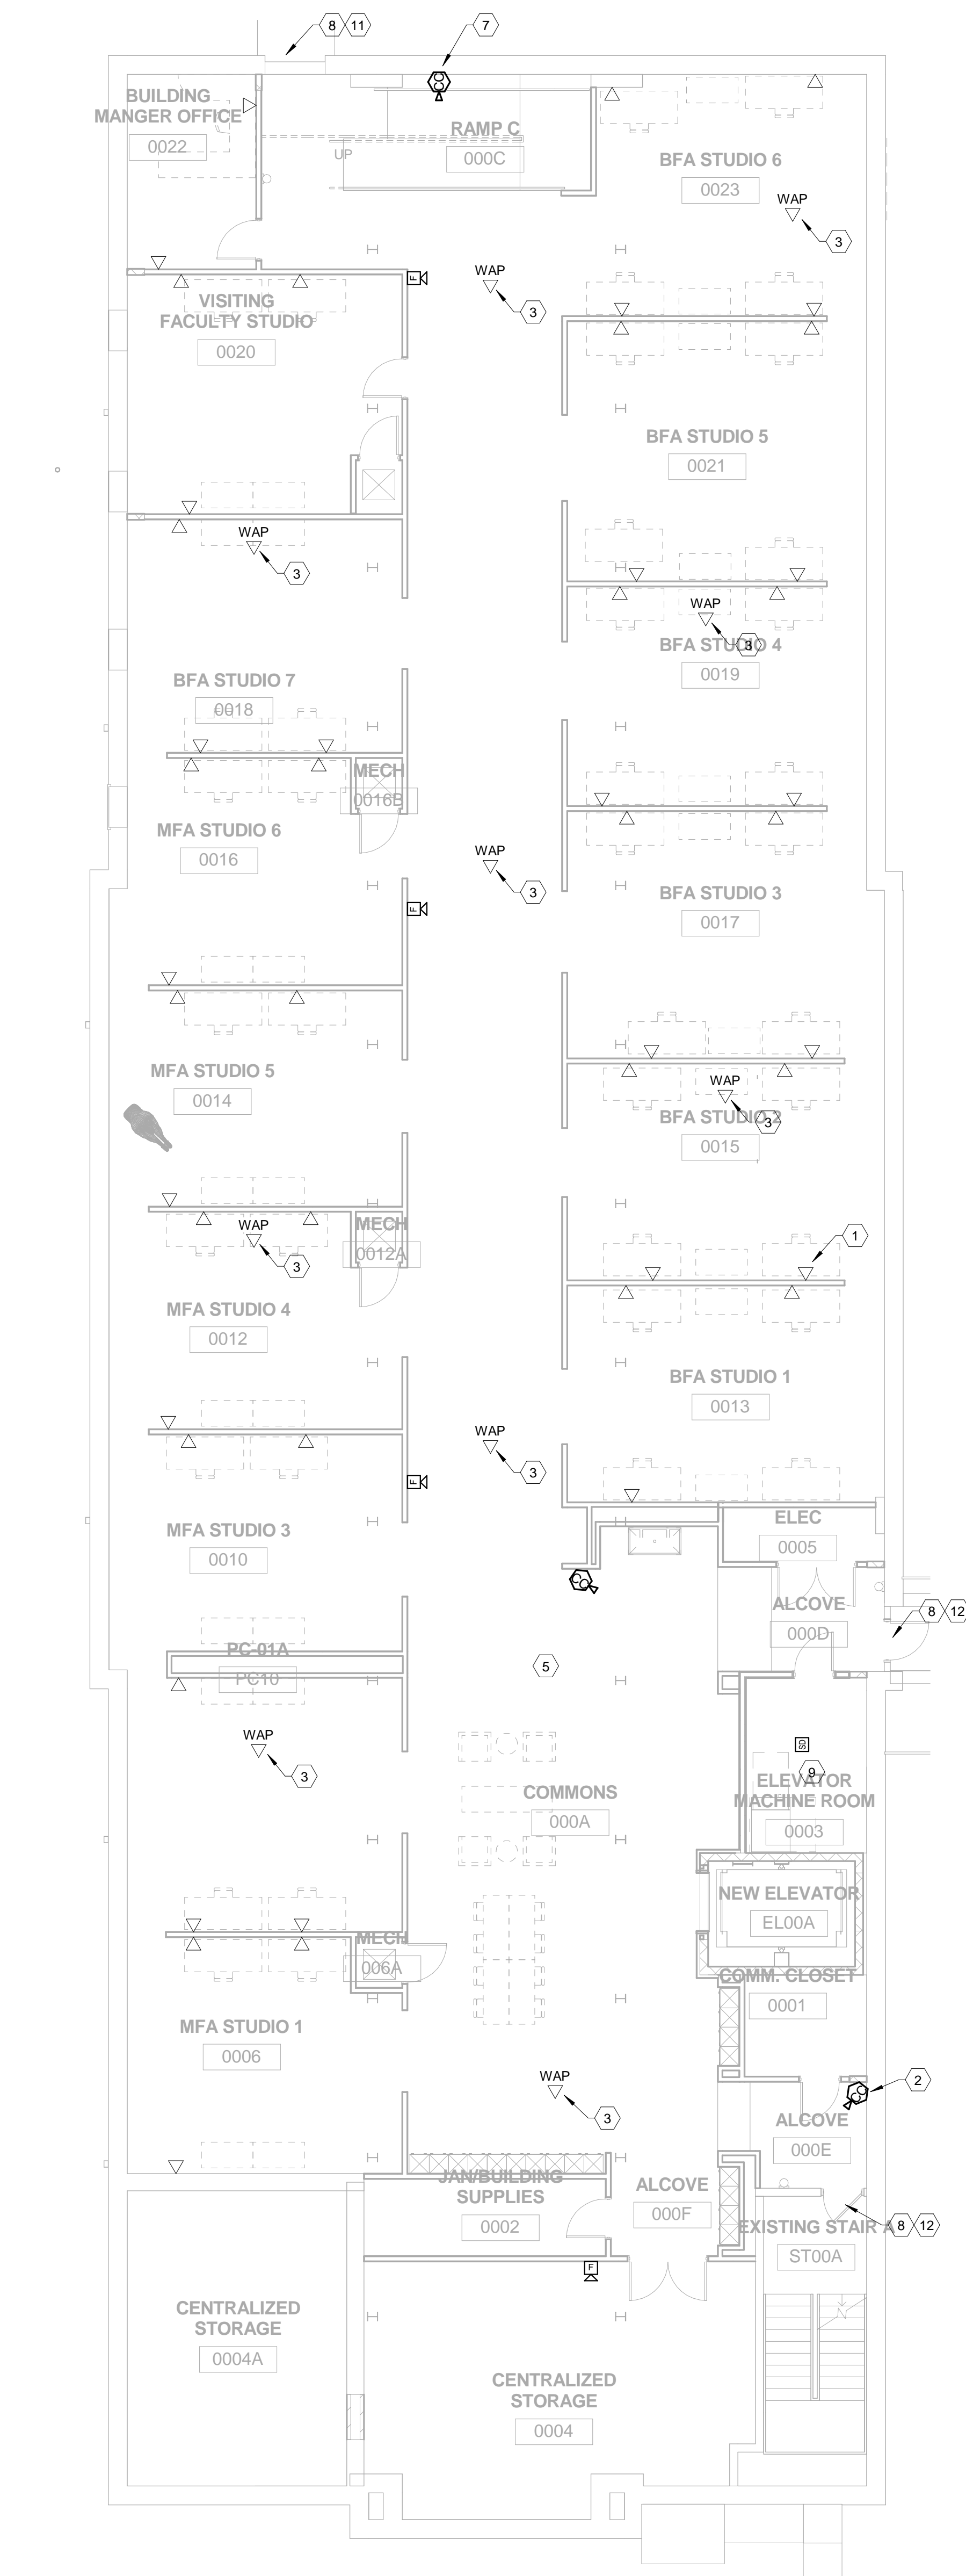 8 11
7
BUILDING
MANGER OFFICE
0022
UP
RAMP C
000C
BFA STUDIO 6
0023
WAP
3
WAP
3
F
VISITING
FACULTY STUDIO
0020
BFA STUDIO 5
0021
WAP
3
WAP
3
BFA STUDIO 4
0019
BFA STUDIO 7
0018
MECH
0016B
MFA STUDIO 6
0016
WAP
3
F
BFA STUDIO 3
0017
MFA STUDIO 5
0014
WAP
3
BFA STUDIO 2
0015
MECH
0012A
WAP
3
1
MFA STUDIO 4
0012
BFA STUDIO 1
0013
WAP
3
F
MFA STUDIO 3
0010
ELEC
0005
CC
ALCOVE
000D
8 12
PC-01A
PC10
5
WAP
3
SD
9
COMMONS
000A
ELEVATOR
MACHINE ROOM
0003
NEW ELEVATOR
EL00A
MECH
006A
COMM. CLOSET
0001
MFA STUDIO 1
0006
WAP
3
CC
2
ALCOVE
000E
JAN/BUILDING
SUPPLIES
0002
ALCOVE
000F
8 12
EXISTING STAIR A
ST00A
F
CENTRALIZED
STORAGE
0004A
CENTRALIZED
STORAGE
0004
CC
N